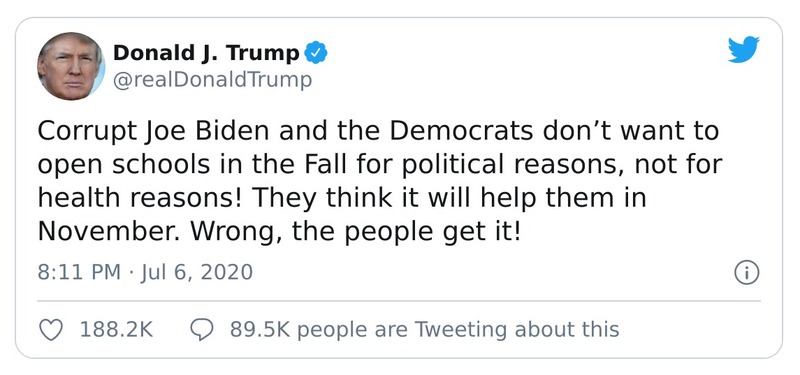 Donald J. Trump
@realDonaldTrump
Corrupt Joe Biden and the Democrats don’t want to
open schools in the Fall for political reasons, not for
health reasons! They think it will help them in
November. Wrong, the people get it!
8:11 PM · Jul 6, 2020
188.2K 89.5K people are Tweeting about this